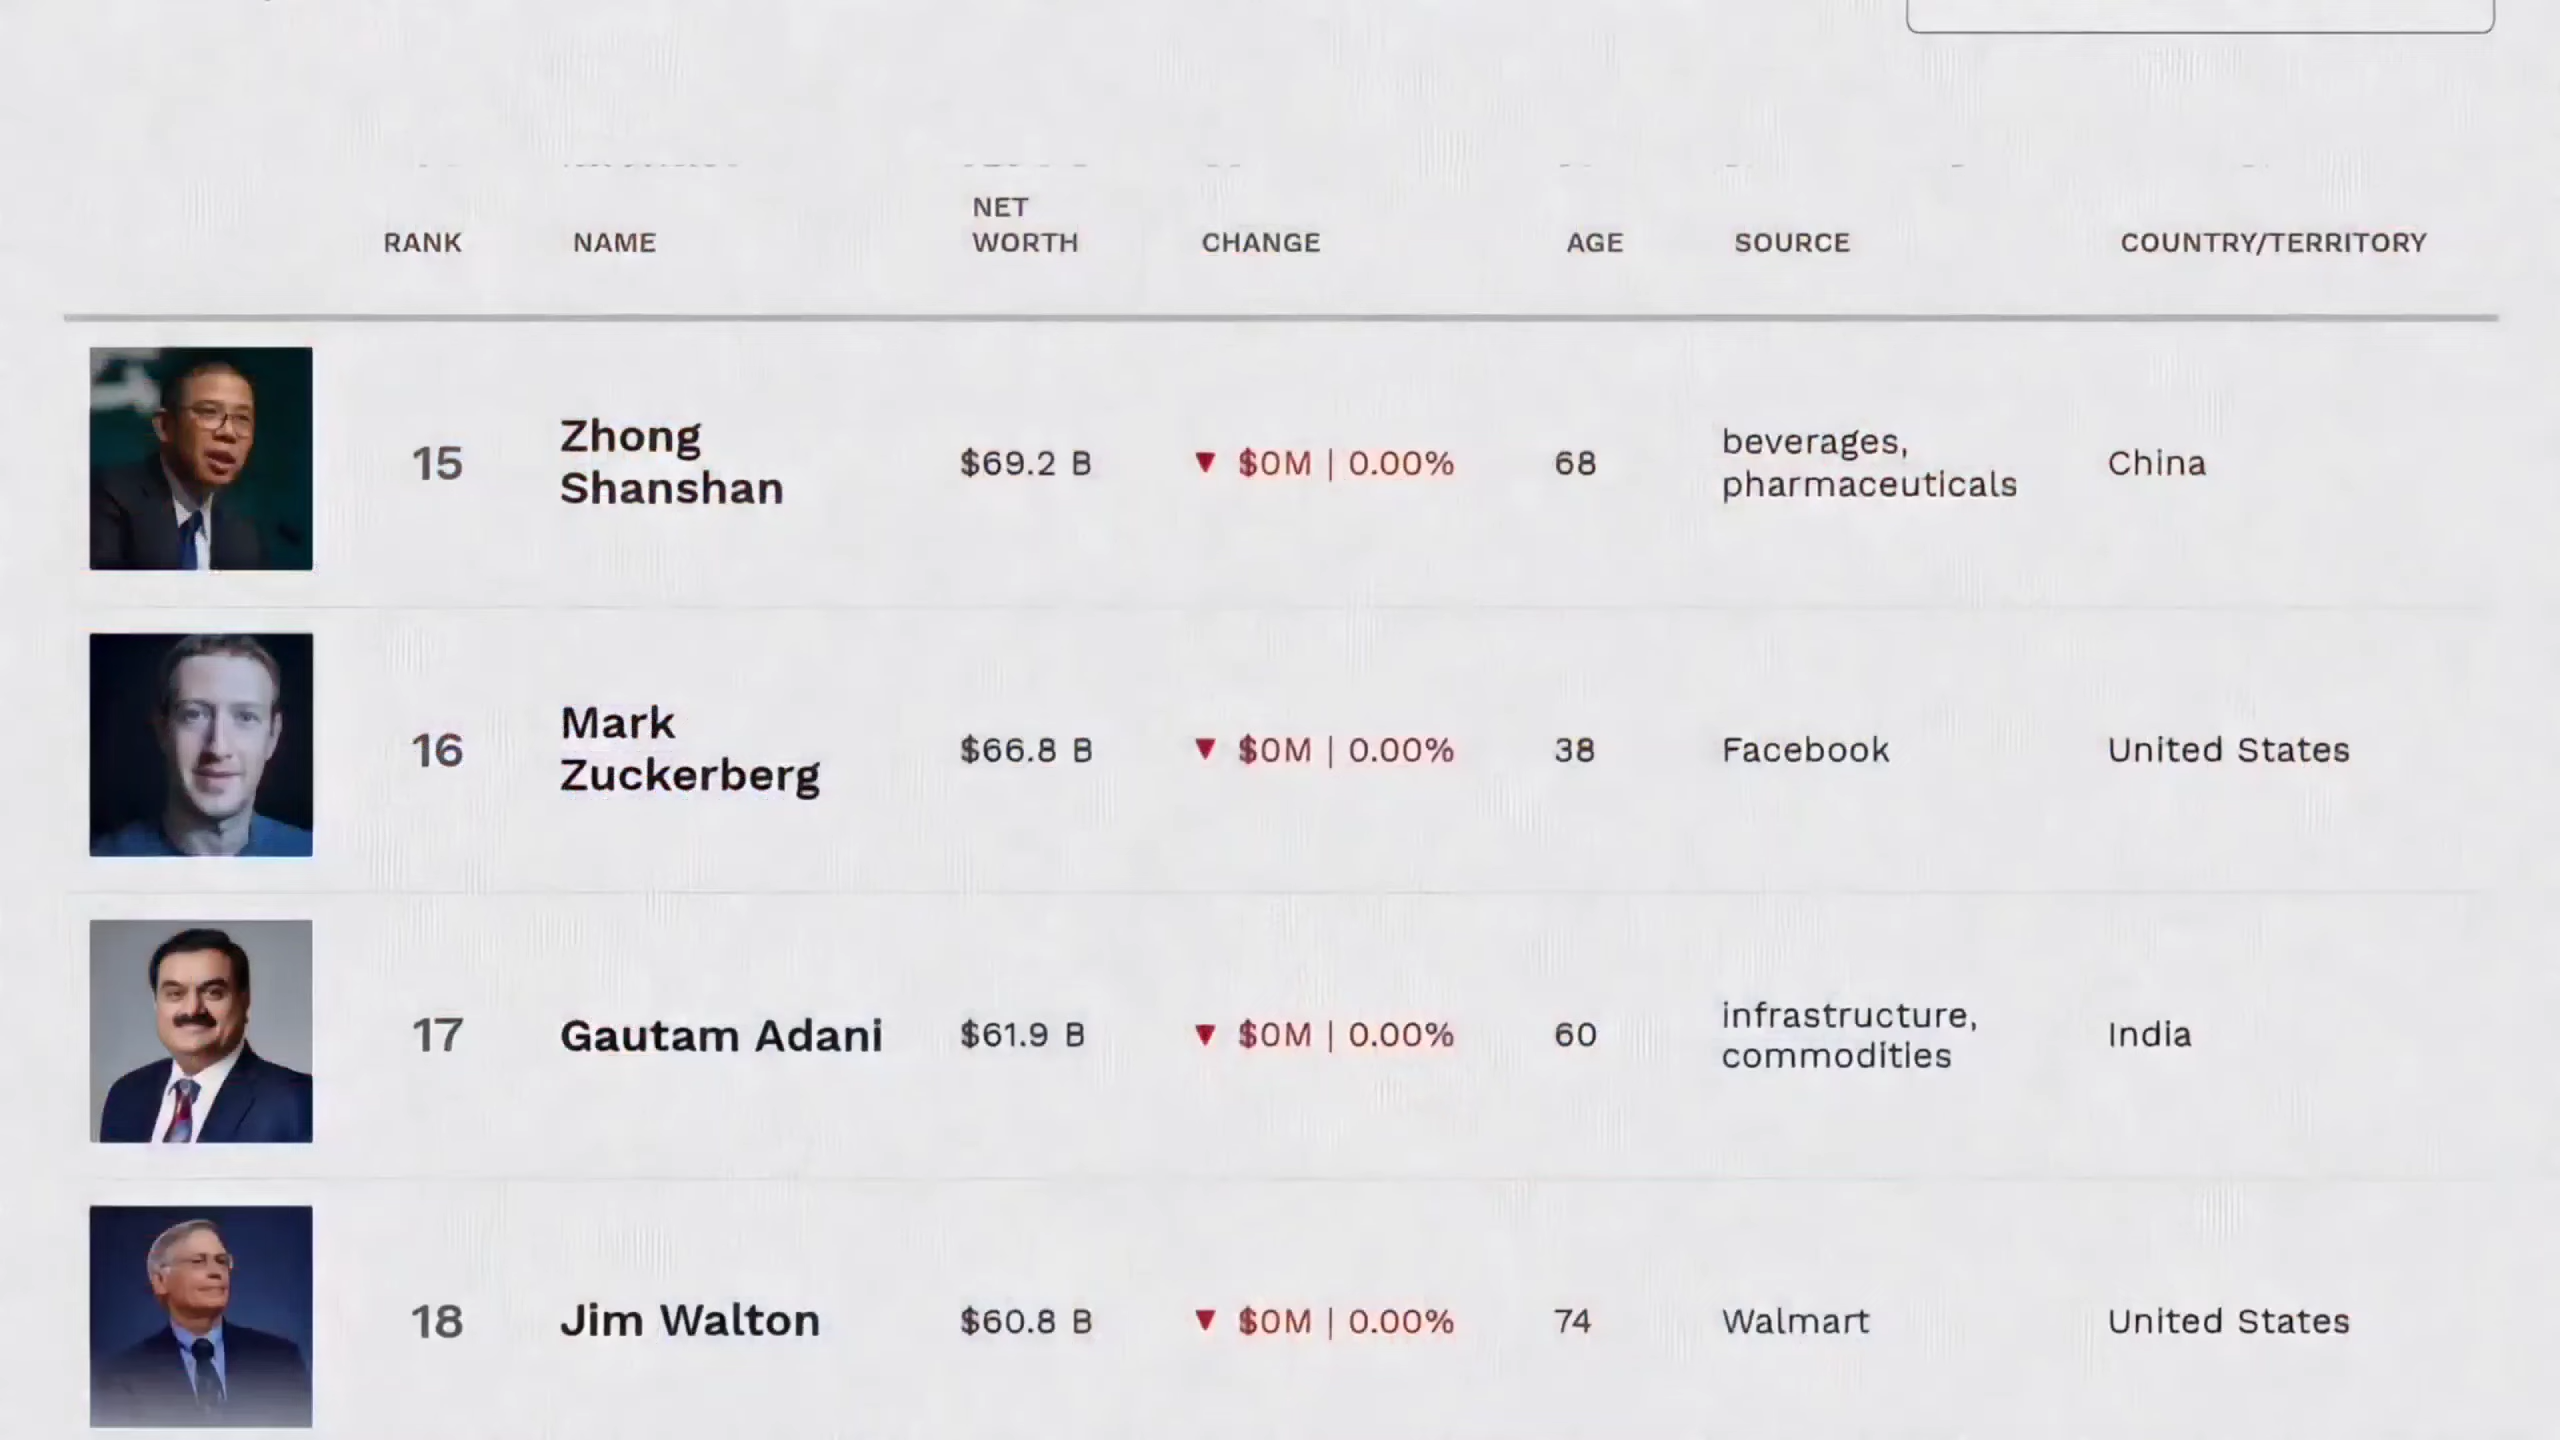 RANK NAME NET WORTH CHANGE AGE SOURCE COUNTRY/TERRITORY
15 Zhong Shanshan $69.2 B ▼ $0M | 0.00% 68 beverages, pharmaceuticals China
16 Mark Zuckerberg $66.8 B ▼ $0M | 0.00% 38 Facebook United States
17 Gautam Adani $61.9 B ▼ $0M | 0.00% 60 infrastructure, commodities India
18 Jim Walton $60.8 B ▼ $0M | 0.00% 74 Walmart United States